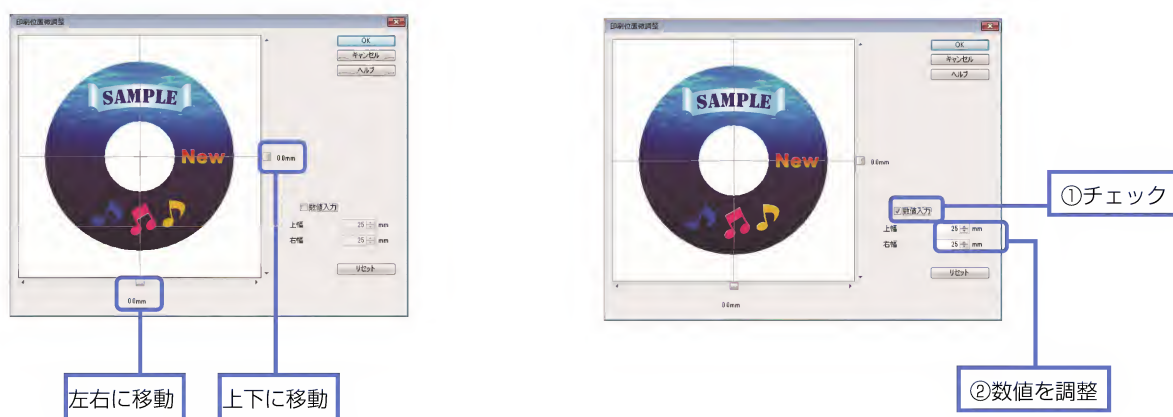 印刷位置微調整
OK
キャンセル
ヘルプ
SAMPLE
New
0.0mm
数値入力
上幅 25 mm
右幅 25 mm
リセット
0.0mm
左右に移動
上下に移動
印刷位置微調整
OK
キャンセル
ヘルプ
SAMPLE
New
0.0mm
①チェック
数値入力
上幅 25 mm
右幅 25 mm
リセット
0.0mm
②数値を調整